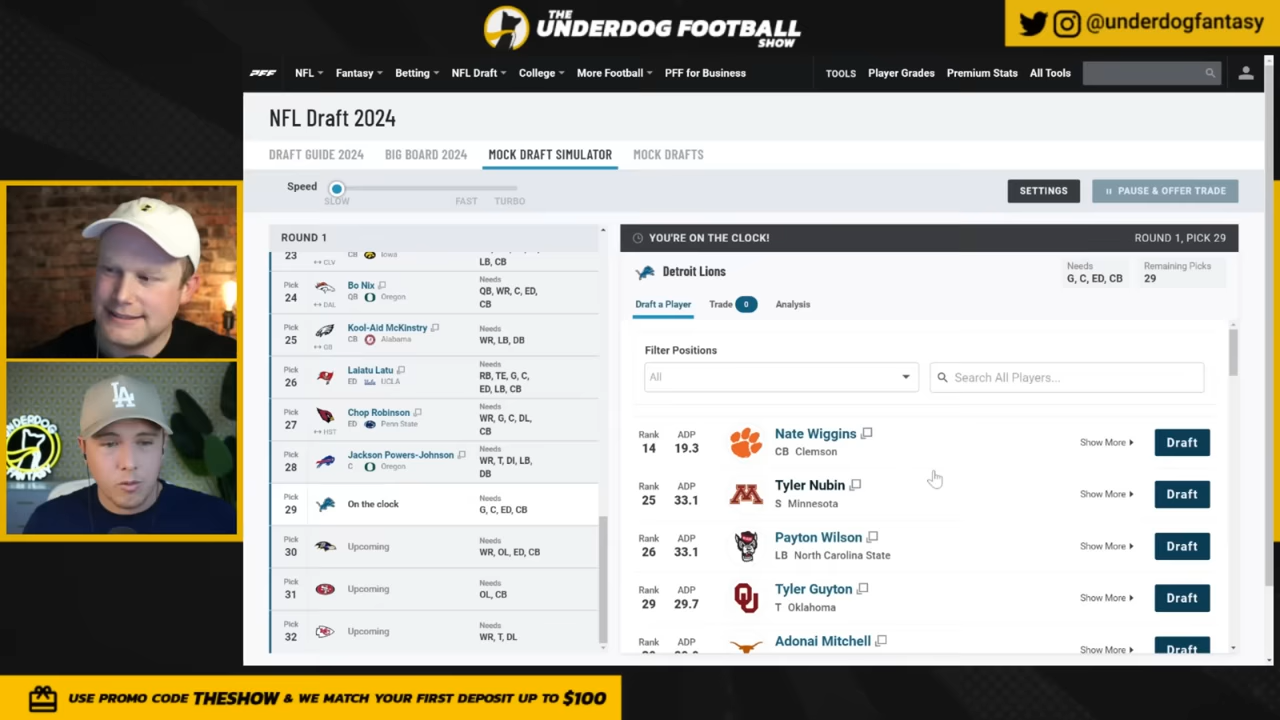 THE
UNDERDOG FOOTBALL
SHOW
@underdogfantasy
PFF
NFL
Fantasy
Betting
NFL Draft
College
More Football
PFF for Business
TOOLS
Player Grades
Premium Stats
All Tools
NFL Draft 2024
DRAFT GUIDE 2024
BIG BOARD 2024
MOCK DRAFT SIMULATOR
MOCK DRAFTS
Speed
SLOW
FAST
TURBO
SETTINGS
PAUSE & OFFER TRADE
ROUND 1
23
CLV
CB
Iowa
LB, CB
Pick
24
DAL
Bo Nix
QB
Oregon
Needs
QB, WR, C, ED,
CB
Pick
25
GB
Kool-Aid McKinstry
CB
Alabama
Needs
WR, LB, DB
Pick
26
Laiatu Latu
ED
UCLA
Needs
RB, TE, G, C,
ED, LB, CB
Pick
27
HST
Chop Robinson
ED
Penn State
Needs
WR, G, C, DL,
CB
Pick
28
Jackson Powers-Johnson
C
Oregon
Needs
WR, T, DI, LB,
DB
Pick
29
On the clock
Needs
G, C, ED, CB
Pick
30
Upcoming
Needs
WR, OL, ED, CB
Pick
31
Upcoming
Needs
OL, CB
Pick
32
Upcoming
Needs
WR, T, DL
YOU'RE ON THE CLOCK!
ROUND 1, PICK 29
Detroit Lions
Needs
G, C, ED, CB
Remaining Picks
29
Draft a Player
Trade 0
Analysis
Filter Positions
All
Search All Players...
Rank
14
ADP
19.3
Nate Wiggins
CB Clemson
Show More
Draft
Rank
25
ADP
33.1
Tyler Nubin
S Minnesota
Show More
Draft
Rank
26
ADP
33.1
Payton Wilson
LB North Carolina State
Show More
Draft
Rank
29
ADP
29.7
Tyler Guyton
T Oklahoma
Show More
Draft
Rank
ADP
Adonai Mitchell
Show More
Draft
LA
USE PROMO CODE THESHOW & WE MATCH YOUR FIRST DEPOSIT UP TO $100